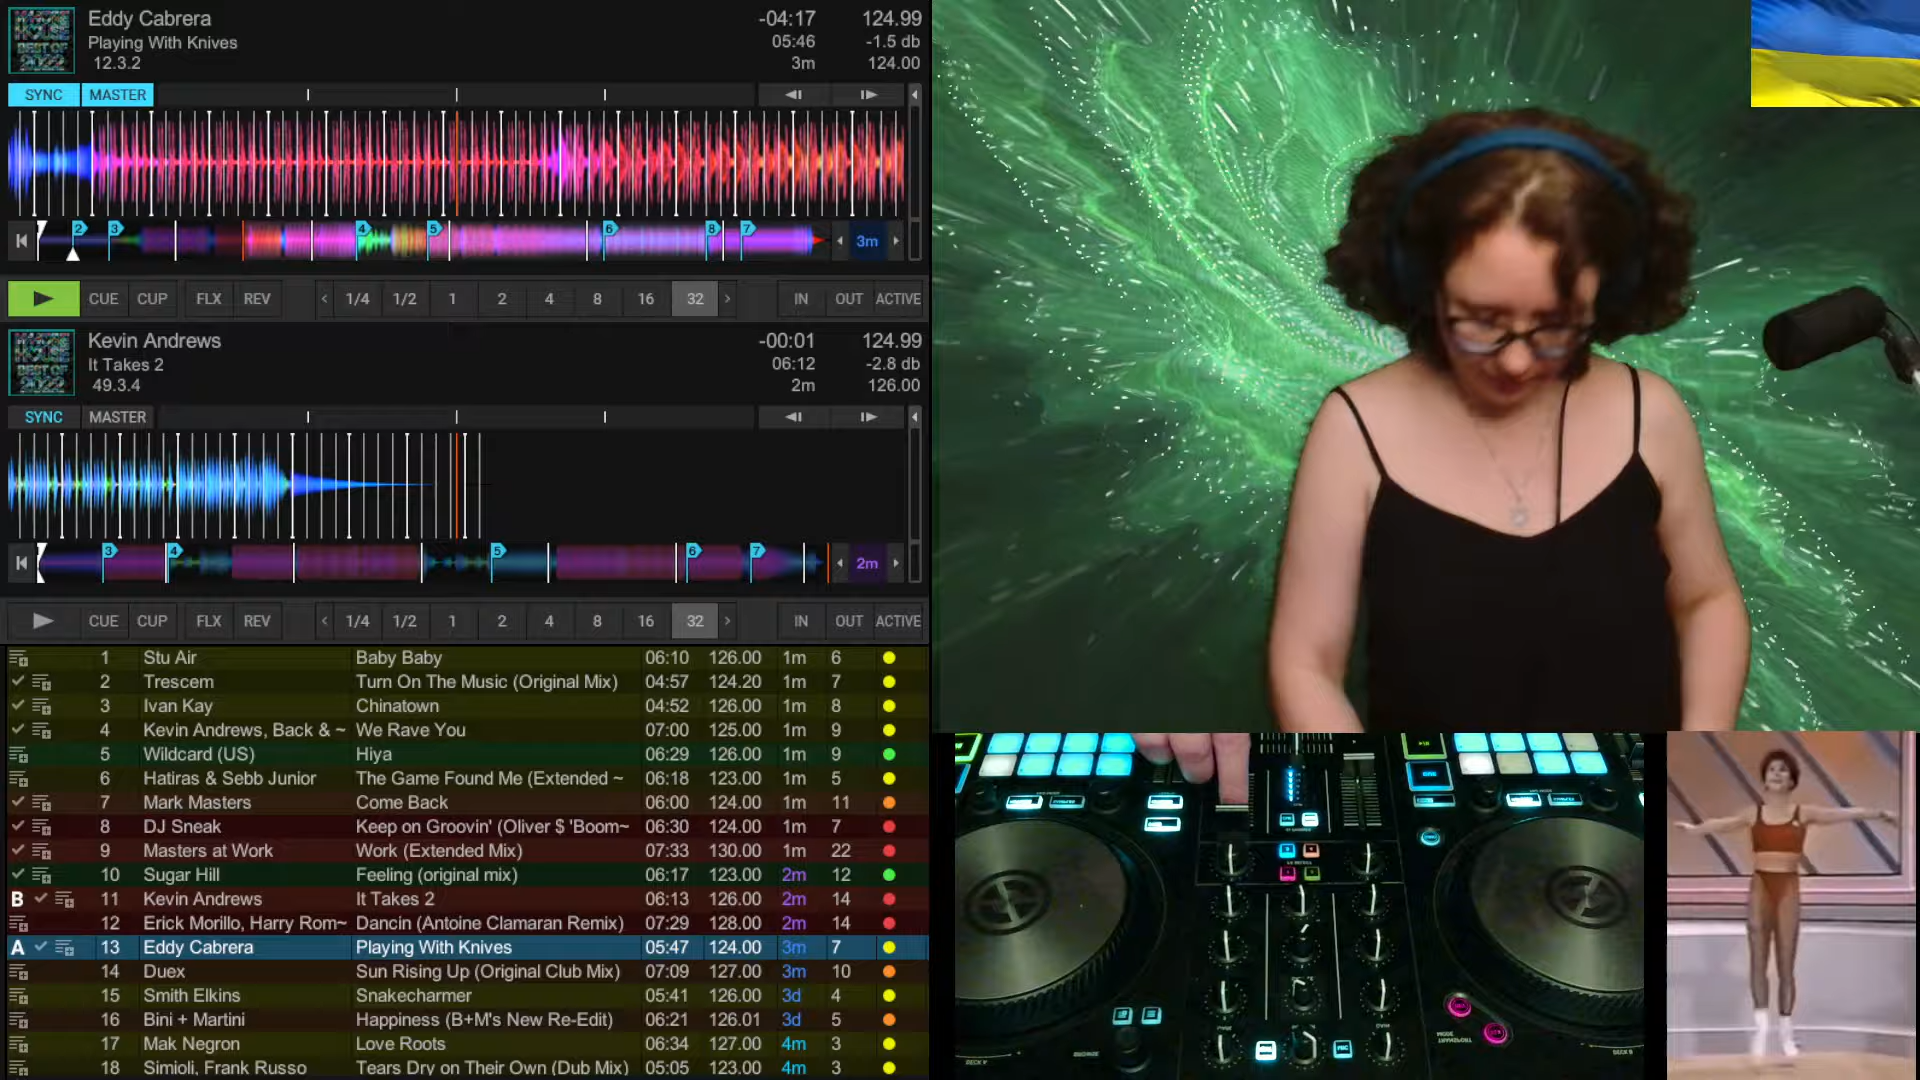 Eddy Cabrera -04:17 124.99
Playing With Knives 05:46 -1.5 db
12.3.2 3m 124.00
SYNC MASTER
2 3 4 5 6 8 7 3m
CUE CUP FLX REV 1/4 1/2 1 2 4 8 16 32 IN OUT ACTIVE
Kevin Andrews -00:01 124.99
It Takes 2 06:12 -2.8 db
49.3.4 2m 126.00
SYNC MASTER
3 4 5 6 7 2m
CUE CUP FLX REV 1/4 1/2 1 2 4 8 16 32 IN OUT ACTIVE
1 Stu Air Baby Baby 06:10 126.00 1m 6
2 Trescem Turn On The Music (Original Mix) 04:57 124.20 1m 7
3 Ivan Kay Chinatown 04:52 126.00 1m 8
4 Kevin Andrews, Back & ~ We Rave You 07:00 125.00 1m 9
5 Wildcard (US) Hiya 06:29 126.00 1m 9
6 Hatiras & Sebb Junior The Game Found Me (Extended ~ 06:18 123.00 1m 5
7 Mark Masters Come Back 06:00 124.00 1m 11
8 DJ Sneak Keep on Groovin' (Oliver $ 'Boom~ 06:30 124.00 1m 7
9 Masters at Work Work (Extended Mix) 07:33 130.00 1m 22
10 Sugar Hill Feeling (original mix) 06:17 123.00 2m 12
B 11 Kevin Andrews It Takes 2 06:13 126.00 2m 14
12 Erick Morillo, Harry Rom~ Dancin (Antoine Clamaran Remix) 07:29 128.00 2m 14
A 13 Eddy Cabrera Playing With Knives 05:47 124.00 3m 7
14 Duex Sun Rising Up (Original Club Mix) 07:09 127.00 3m 10
15 Smith Elkins Snakecharmer 05:41 126.00 3d 4
16 Bini + Martini Happiness (B+M's New Re-Edit) 06:21 126.01 3d 5
17 Mak Negron Love Roots 06:34 127.00 4m 3
18 Simioli, Frank Russo Tears Dry on Their Own (Dub Mix) 05:05 123.00 4m 3